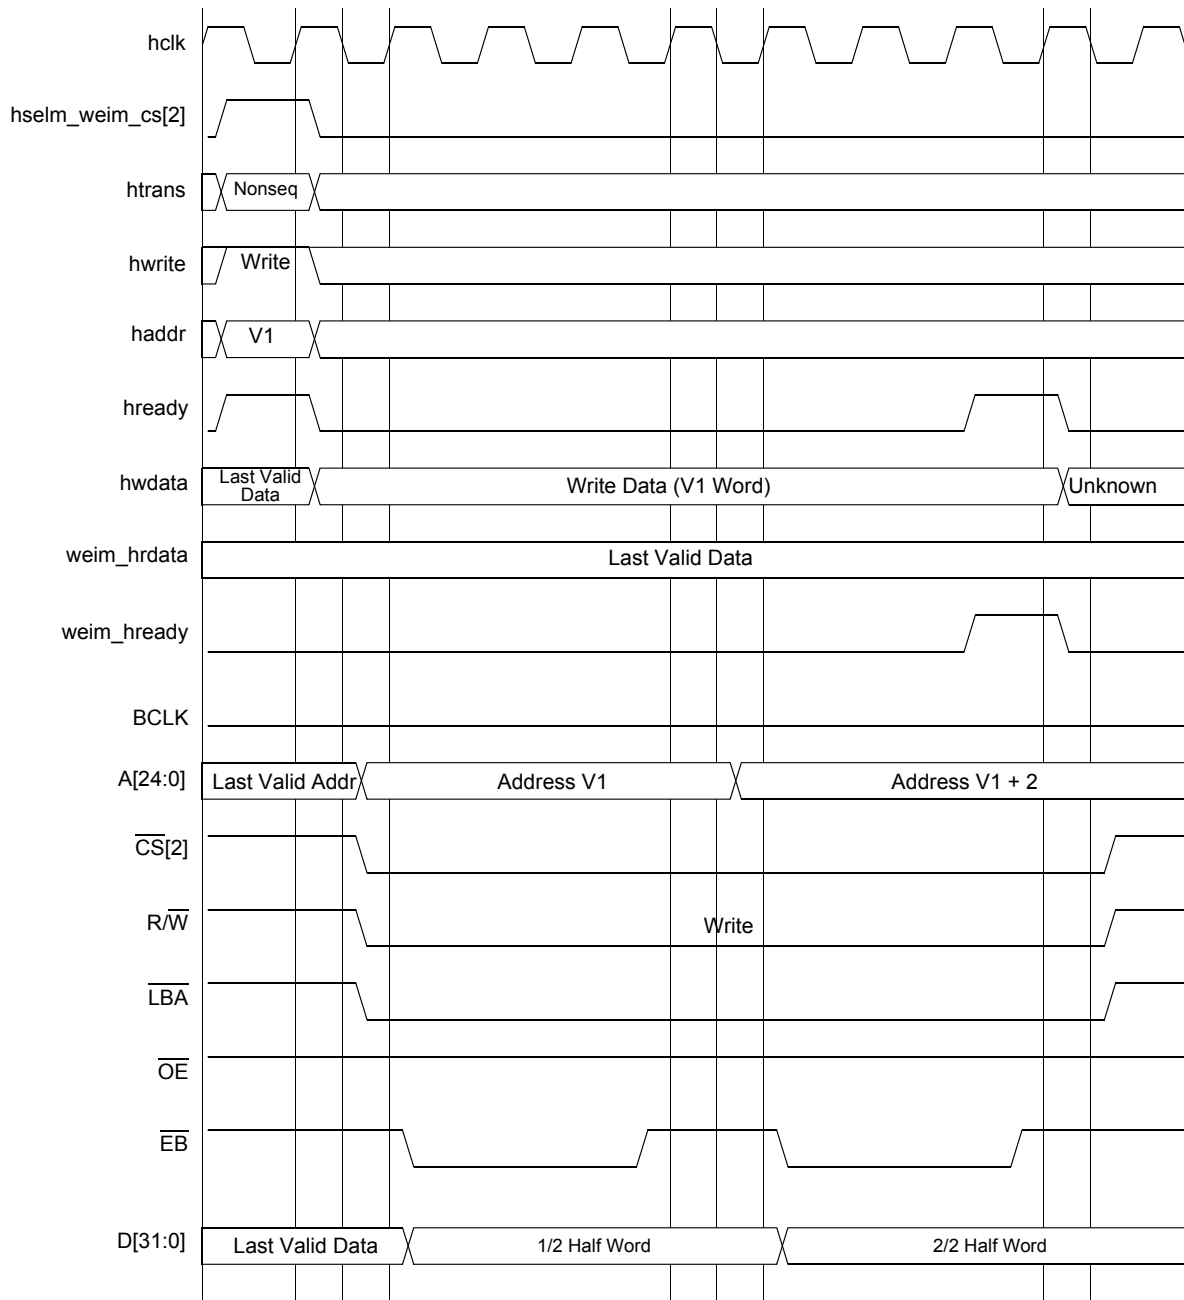 hclk
hselm_weim_cs[2]
htrans
Nonseq
hwrite
Write
haddr
V1
hready
hwdata
Last Valid
Data
Write Data (V1 Word)
Unknown
weim_hrdata
Last Valid Data
weim_hready
BCLK
A[24:0]
Last Valid Addr
Address V1
Address V1 + 2
CS[2]
R/W
Write
LBA
OE
EB
D[31:0]
Last Valid Data
1/2 Half Word
2/2 Half Word